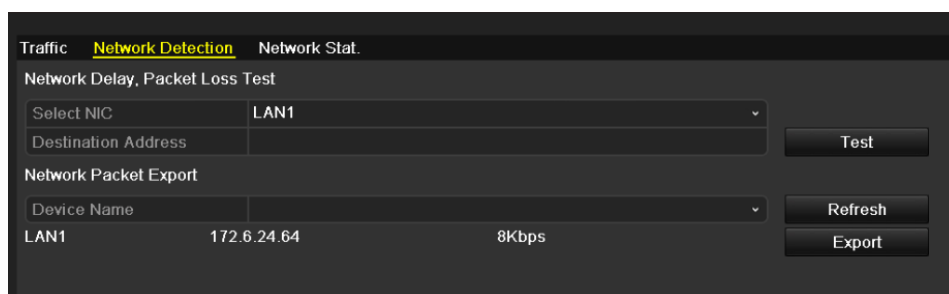 Traffic Network Detection Network Stat.
Network Delay, Packet Loss Test
Select NIC LAN1
Destination Address Test
Network Packet Export
Device Name Refresh
LAN1 172.6.24.64 8Kbps Export